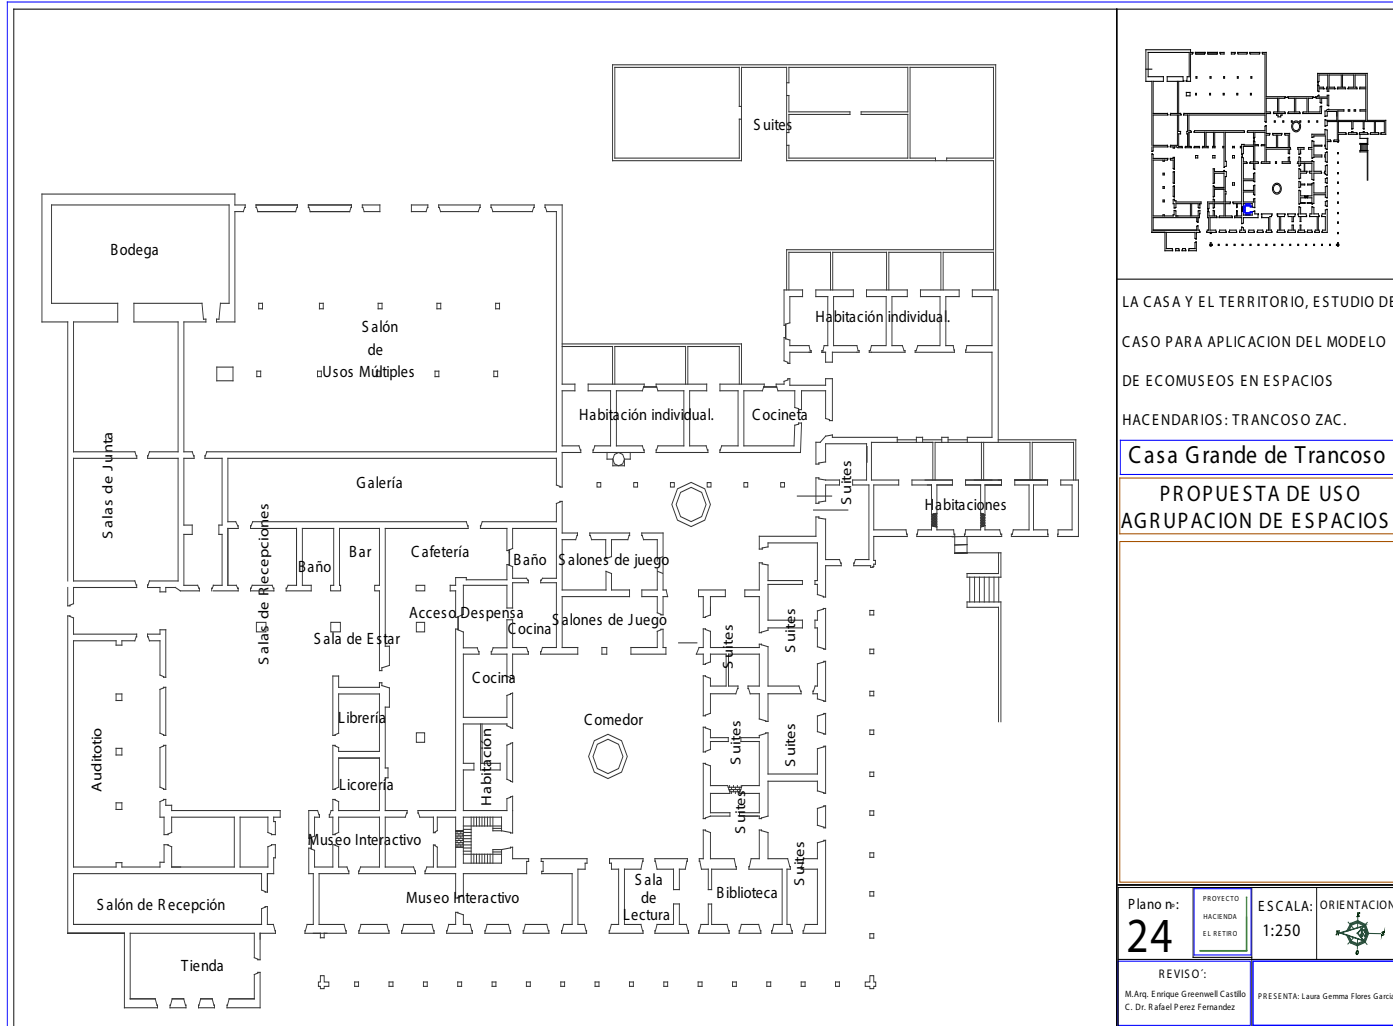 Suites
Bodega
Salón
de
Usos Múltiples
Habitación individual.
Habitación individual.
Cocineta
Salas de Junta
Galería
Suites
Habitaciones
Salas de Recepciones
Baño
Bar
Cafetería
Baño
Salones de juego
Acceso Despensa
Cocina
Salones de Juego
Sala de Estar
Suites
Suites
Cocina
Librería
Comedor
Suites
Suites
Auditotio
Licorería
Habitación
Suites
Museo Interactivo
Suites
Salón de Recepción
Museo Interactivo
Sala
de
Lectura
Biblioteca
Tienda
LA CASA Y EL TERRITORIO, ESTUDIO DE
CASO PARA APLICACION DEL MODELO
DE ECOMUSEOS EN ESPACIOS
HACENDARIOS: TRANCOSO ZAC.
Casa Grande de Trancoso
PROPUESTA DE USO
AGRUPACION DE ESPACIOS
Plano nº:
24
PROYECTO
HACIENDA
EL RETIRO
ESCALA:
1:250
ORIENTACION
REVISO´:
M.Arq. Enrique Greenwell Castillo
C. Dr. Rafael Perez Fernandez
PRESENTA: Laura Gemma Flores Garcia